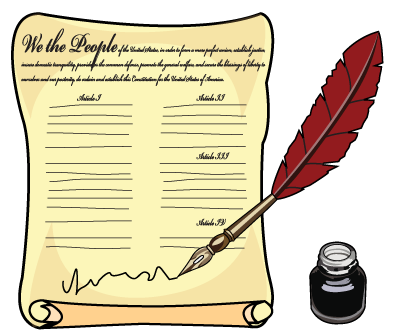 We the People of the United States, in order to form a more perfect union, establish justice,
insure domestic tranquility, provide for the common defense, promote the general welfare, and secure the blessings of liberty to
ourselves and our posterity, do ordain and establish this Constitution for the United States of America.
Article I
Article II
Article III
Article IV